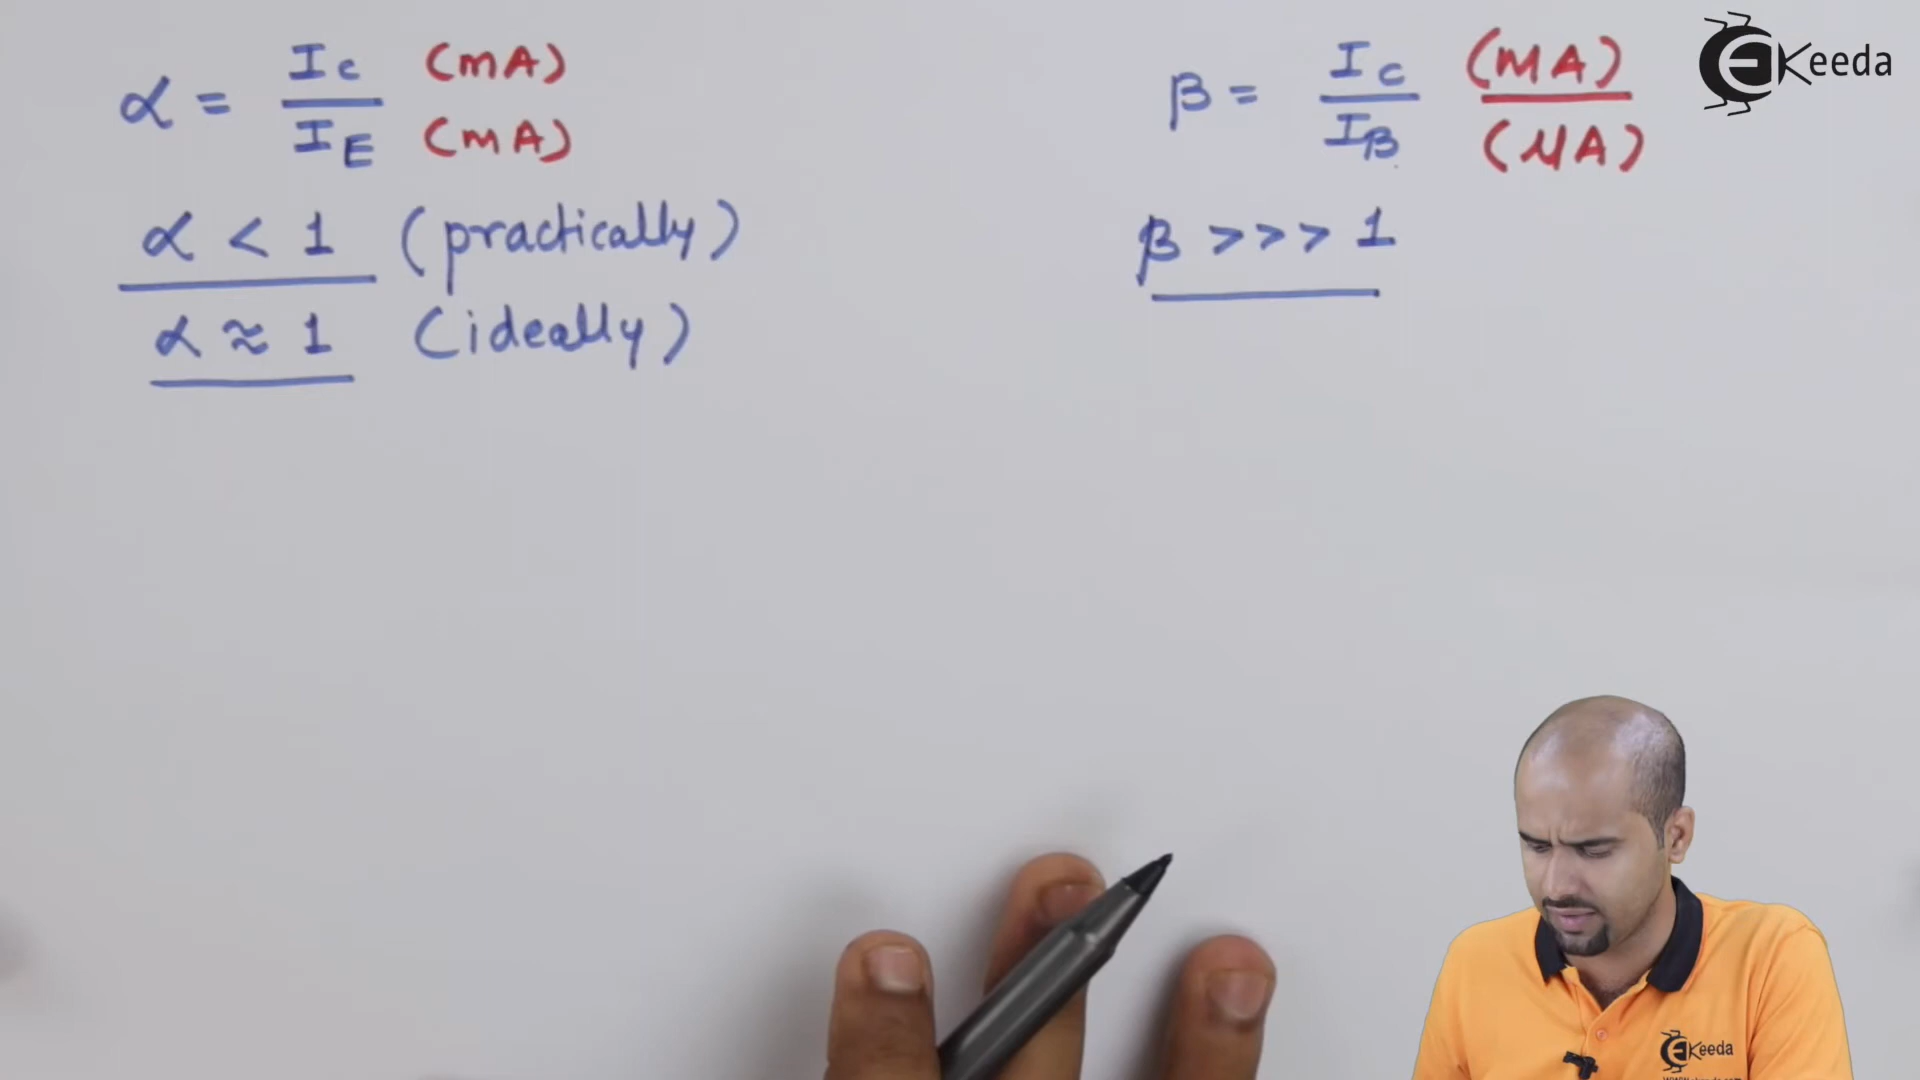 α = Ic/IE (mA)/(mA)
α < 1 (practically)
α ≈ 1 (ideally)
β = Ic/IB (mA)/(μA)
β >>> 1
EKeeda
EKeeda